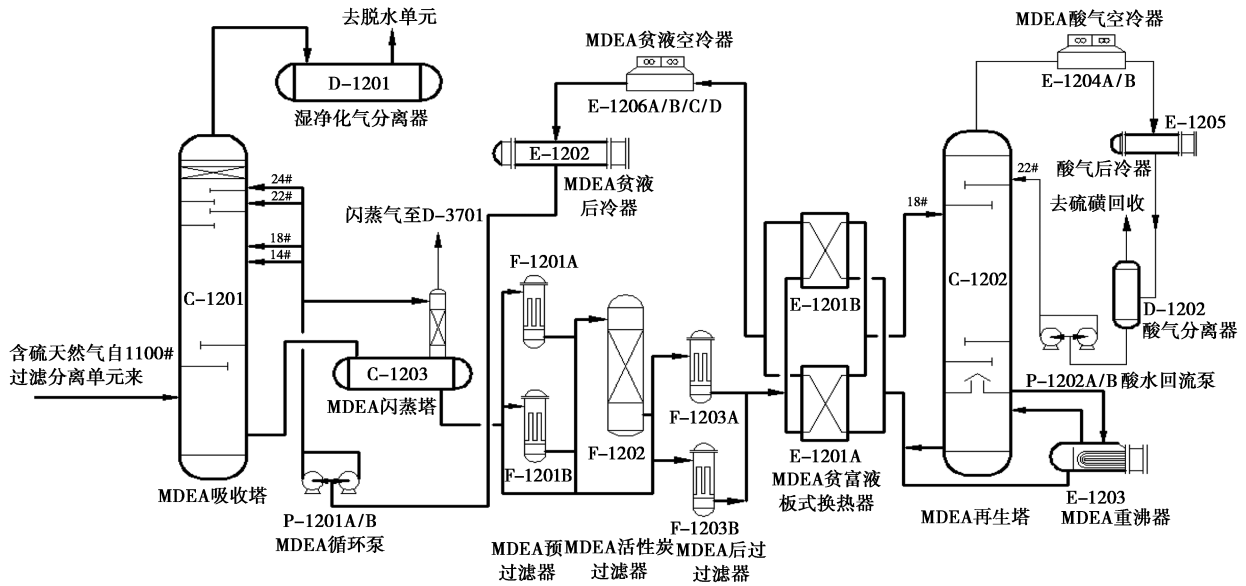 去脱水单元
D-1201
湿净化气分离器
24#
22#
18#
14#
C-1201
含硫天然气自1100#
过滤分离单元来
MDEA吸收塔
P-1201A/B
MDEA循环泵
闪蒸气至D-3701
C-1203
MDEA闪蒸塔
MDEA贫液空冷器
E-1206A/B/C/D
E-1202
MDEA贫液
后冷器
F-1201A
F-1201B
MDEA预
过滤器
F-1202
MDEA活性炭
过滤器
F-1203A
F-1203B
MDEA后过
过滤器
E-1201B
E-1201A
MDEA贫富液
板式换热器
MDEA酸气空冷器
E-1204A/B
E-1205
酸气后冷器
22#
18#
去硫磺回收
C-1202
D-1202
酸气分离器
P-1202A/B 酸水回流泵
E-1203
MDEA重沸器
MDEA再生塔